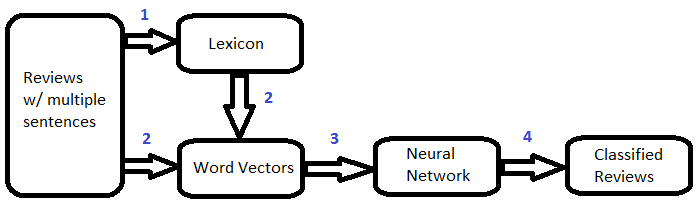 1
Lexicon
Reviews
w/ multiple
sentences
2
2
Word Vectors
3
Neural
Network
4
Classified
Reviews